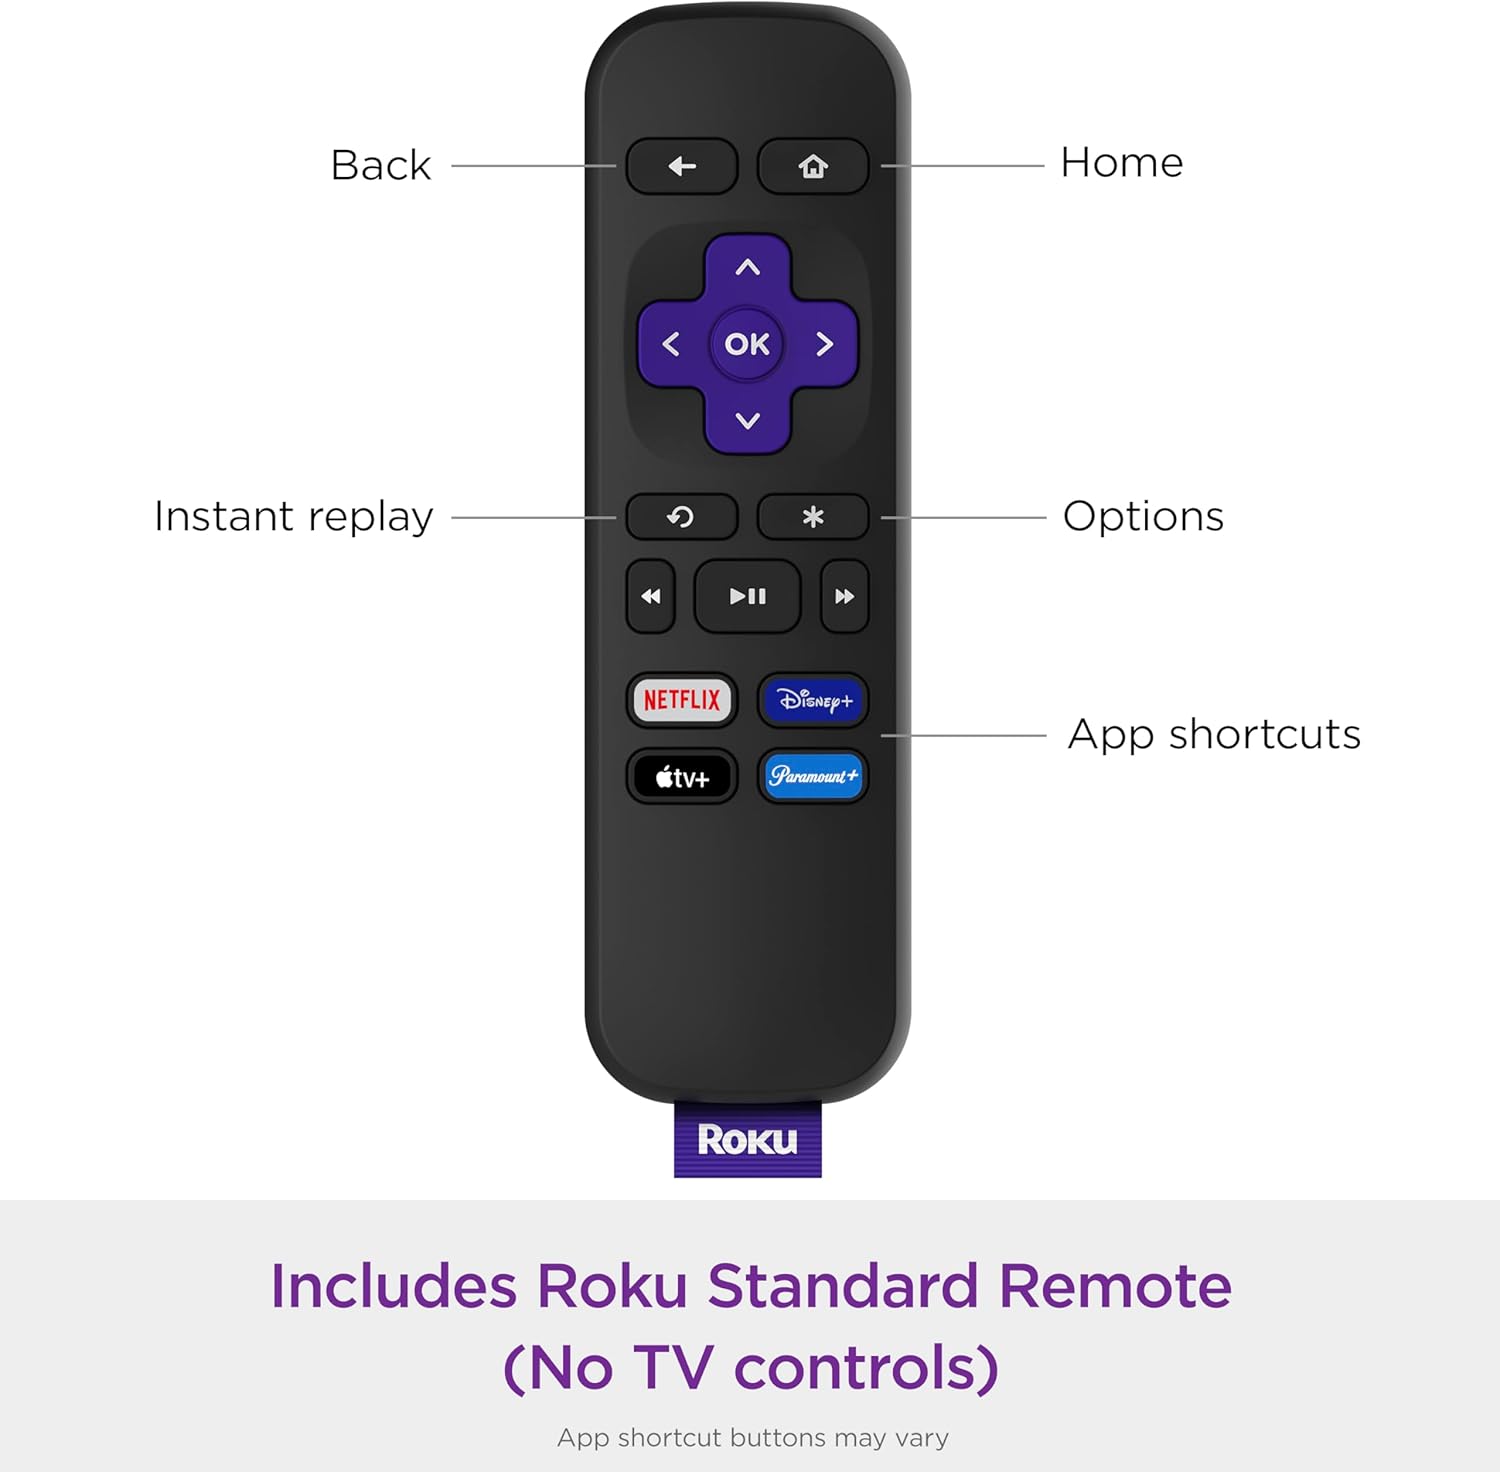 Back
Home
OK
Instant replay
Options
NETFLIX
Disney+
tv+
Paramount+
App shortcuts
Roku
Includes Roku Standard Remote
(No TV controls)
App shortcut buttons may vary